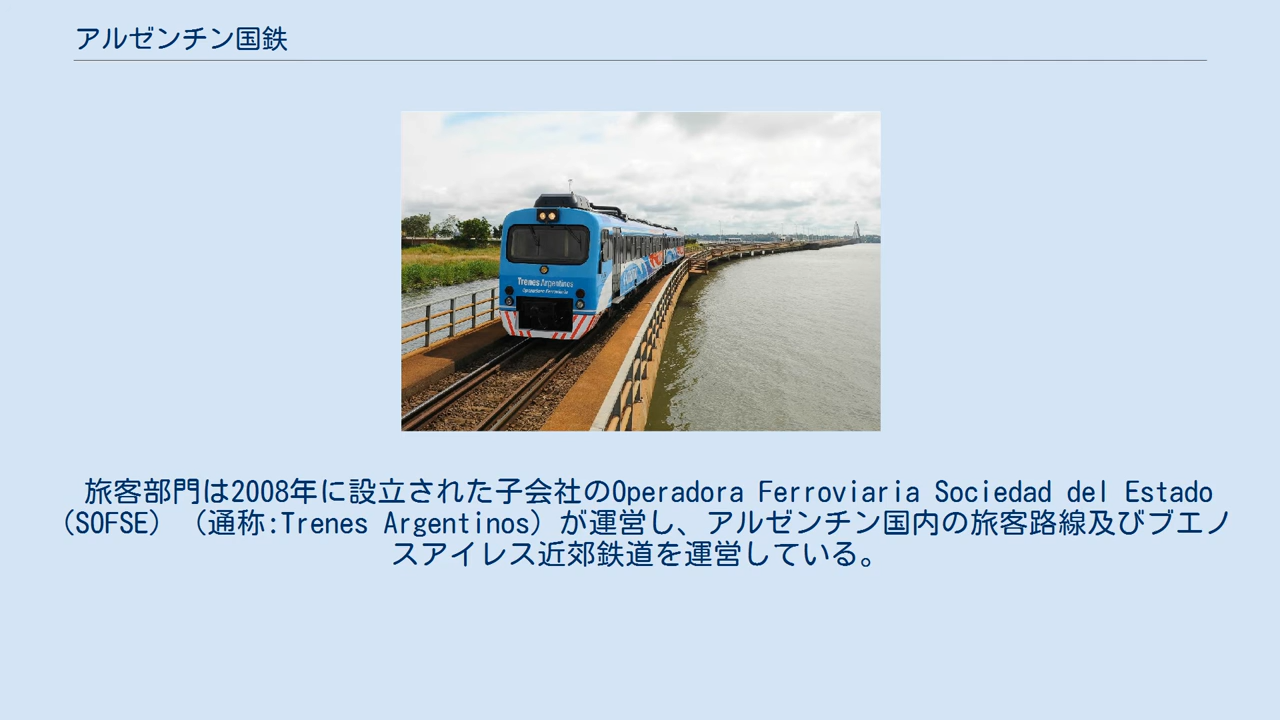 アルゼンチン国鉄
Trenes Argentinos
Operadora Ferroviaria
旅客部門は2008年に設立された子会社のOperadora Ferroviaria Sociedad del Estado
（SOFSE）（通称:Trenes Argentinos）が運営し、アルゼンチン国内の旅客路線及びブエノ
スアイレス近郊鉄道を運営している。